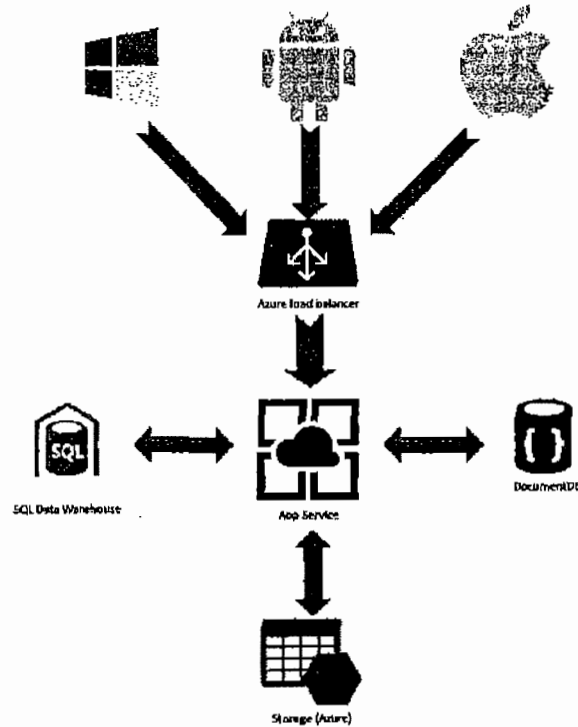 Azure load balancer
SQL
{ }
SQL Data Warehouse
App Service
DocumentDB
Storage (Azure)